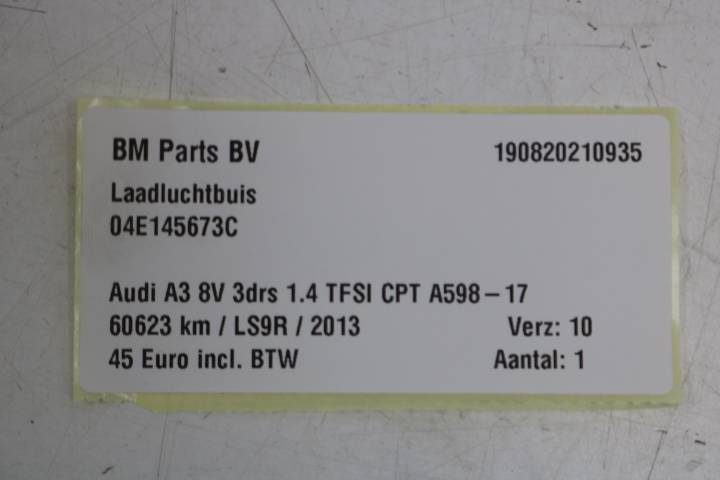 BM Parts BV 190820210935
Laadluchtbuis
04E145673C
Audi A3 8V 3drs 1.4 TFSI CPT A598-17
60623 km / LS9R / 2013 Verz: 10
45 Euro incl. BTW Aantal: 1